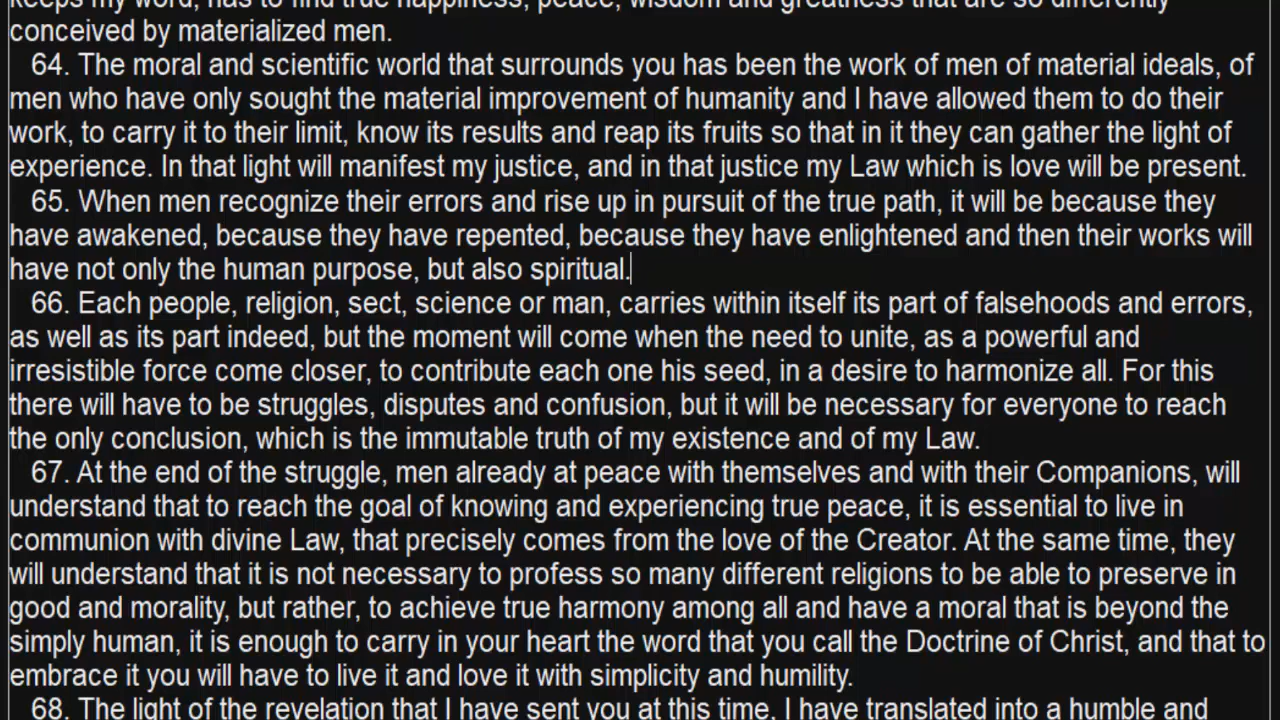 keeps my word, has to find true happiness, peace, wisdom and greatness that are so differently
conceived by materialized men.
64. The moral and scientific world that surrounds you has been the work of men of material ideals, of
men who have only sought the material improvement of humanity and I have allowed them to do their
work, to carry it to their limit, know its results and reap its fruits so that in it they can gather the light of
experience. In that light will manifest my justice, and in that justice my Law which is love will be present.
65. When men recognize their errors and rise up in pursuit of the true path, it will be because they
have awakened, because they have repented, because they have enlightened and then their works will
have not only the human purpose, but also spiritual.
66. Each people, religion, sect, science or man, carries within itself its part of falsehoods and errors,
as well as its part indeed, but the moment will come when the need to unite, as a powerful and
irresistible force come closer, to contribute each one his seed, in a desire to harmonize all. For this
there will have to be struggles, disputes and confusion, but it will be necessary for everyone to reach
the only conclusion, which is the immutable truth of my existence and of my Law.
67. At the end of the struggle, men already at peace with themselves and with their Companions, will
understand that to reach the goal of knowing and experiencing true peace, it is essential to live in
communion with divine Law, that precisely comes from the love of the Creator. At the same time, they
will understand that it is not necessary to profess so many different religions to be able to preserve in
good and morality, but rather, to achieve true harmony among all and have a moral that is beyond the
simply human, it is enough to carry in your heart the word that you call the Doctrine of Christ, and that to
embrace it you will have to live it and love it with simplicity and humility.
68. The light of the revelation that I have sent you at this time, I have translated into a humble and